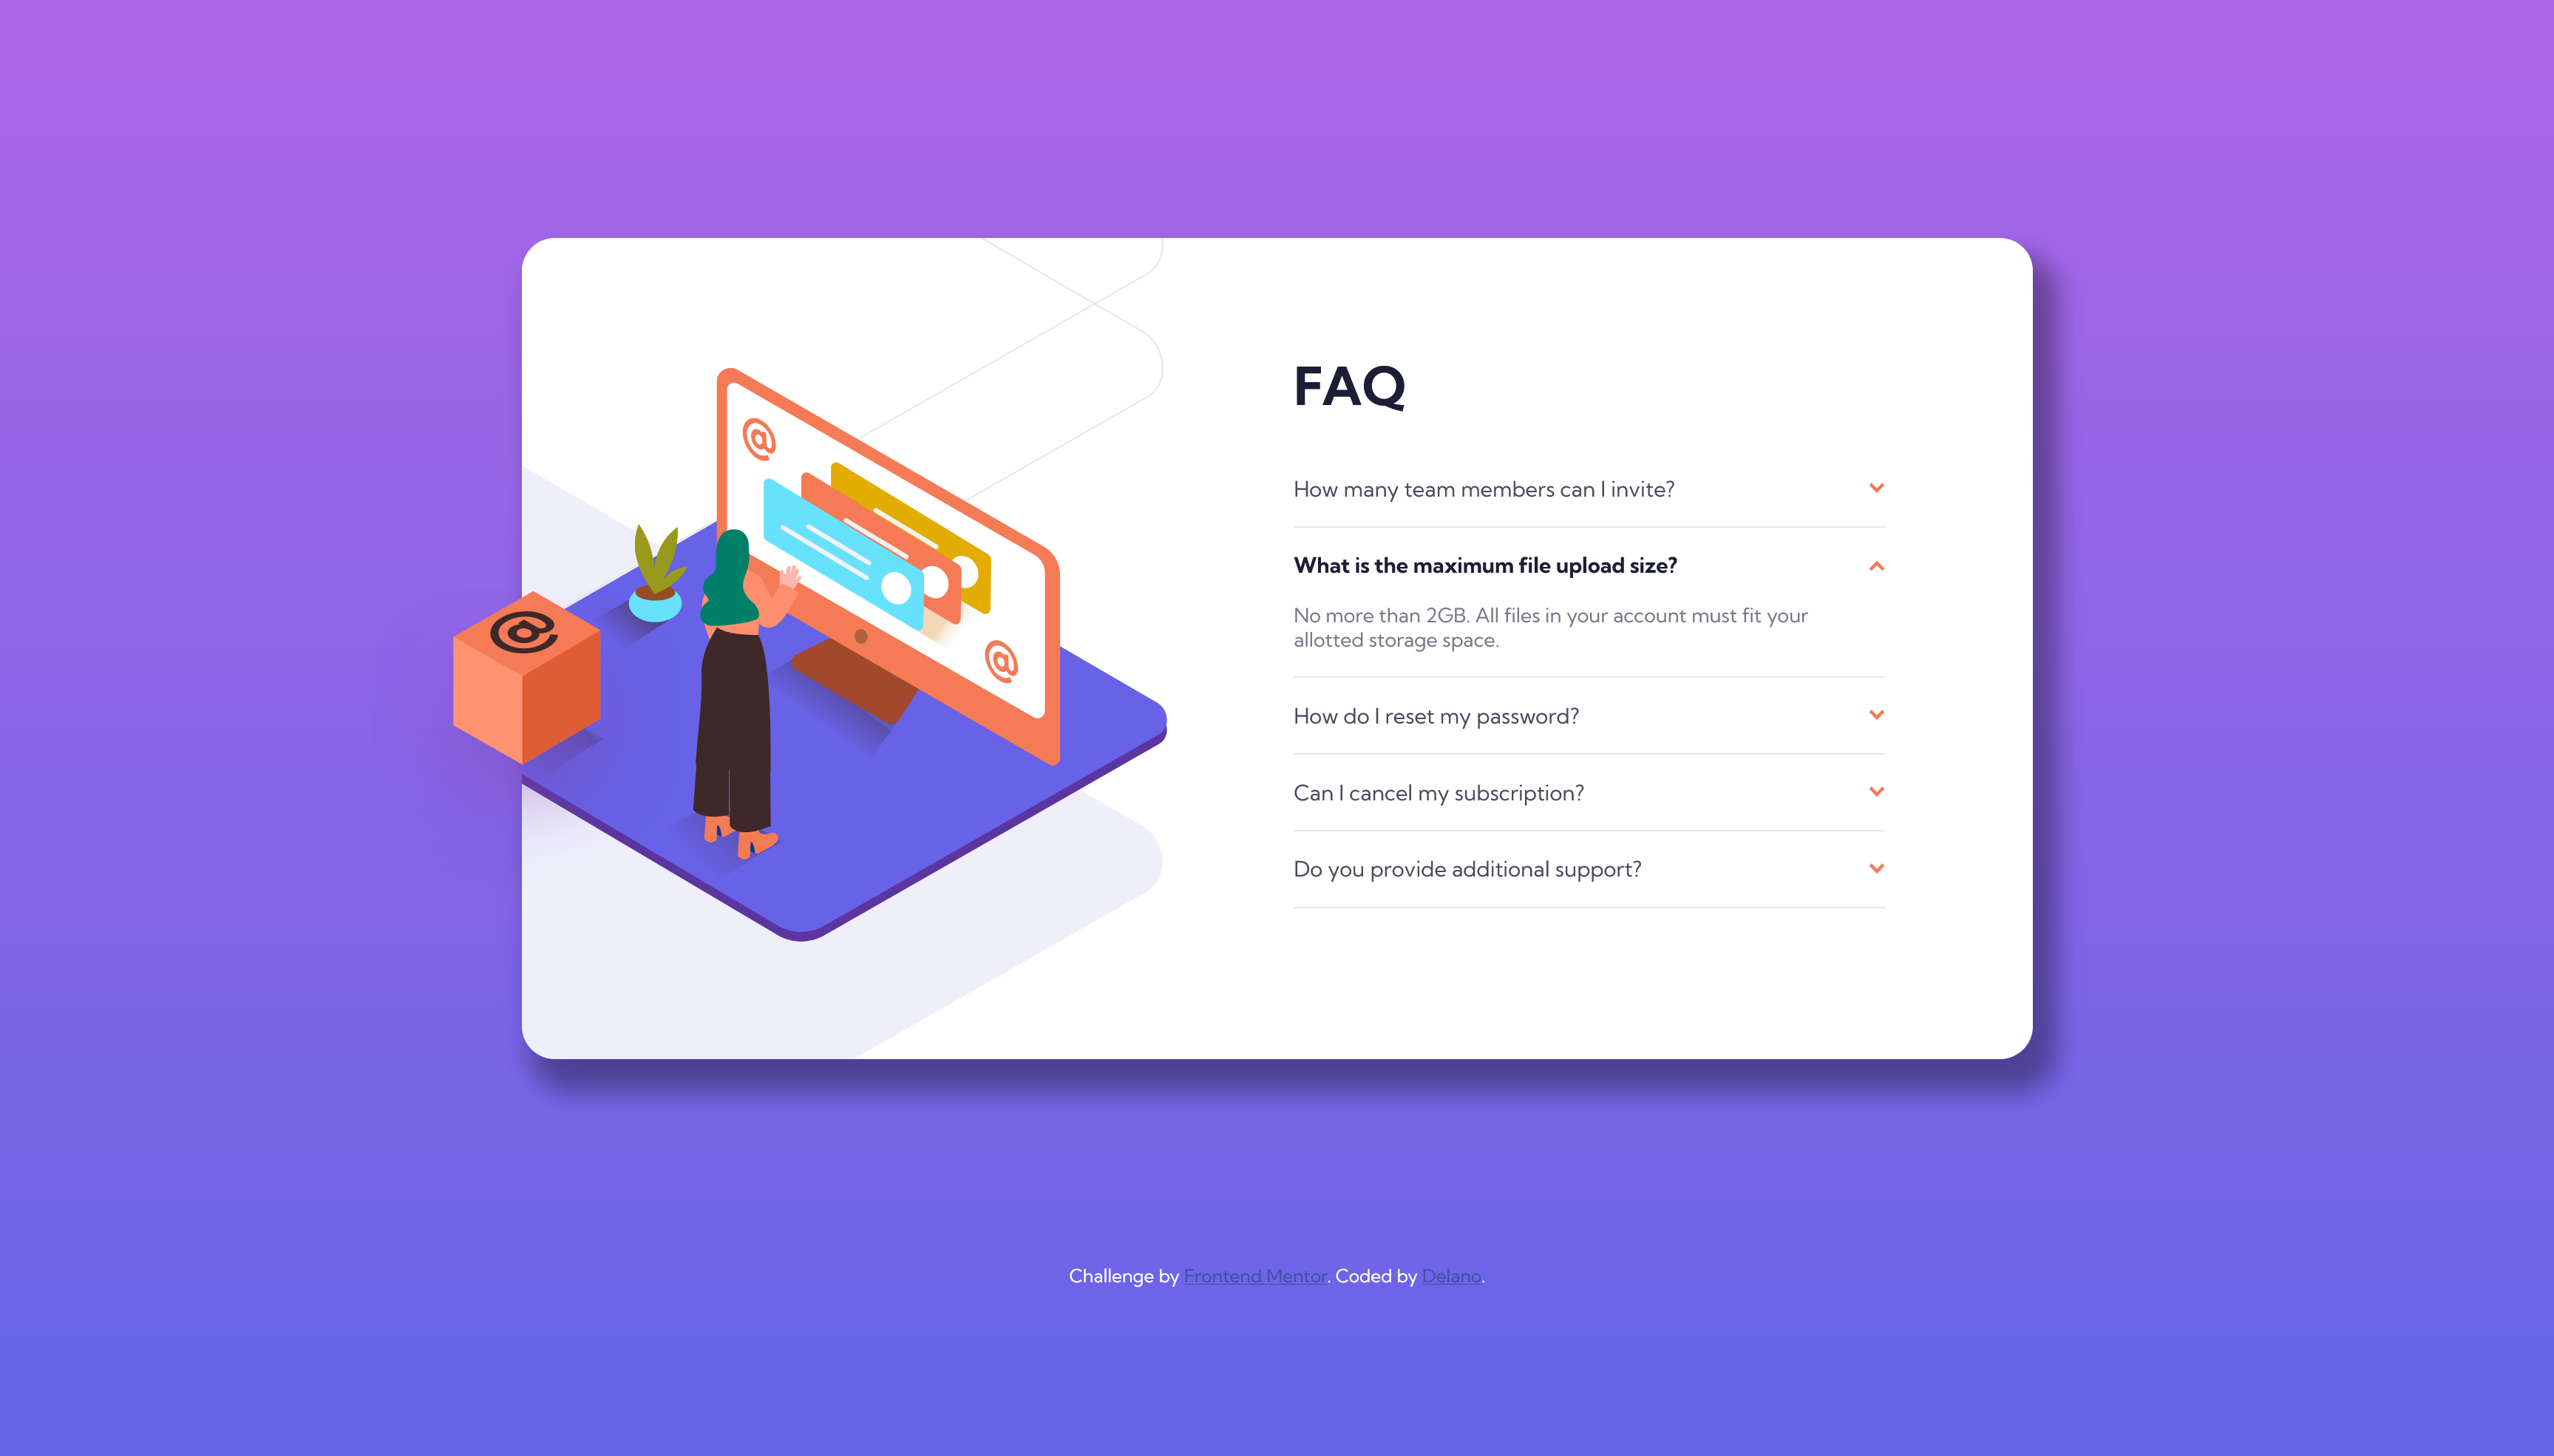 FAQ
How many team members can I invite?
What is the maximum file upload size?
No more than 2GB. All files in your account must fit your
allotted storage space.
How do I reset my password?
Can I cancel my subscription?
Do you provide additional support?
@
@
@
Challenge by Frontend Mentor. Coded by Delano.